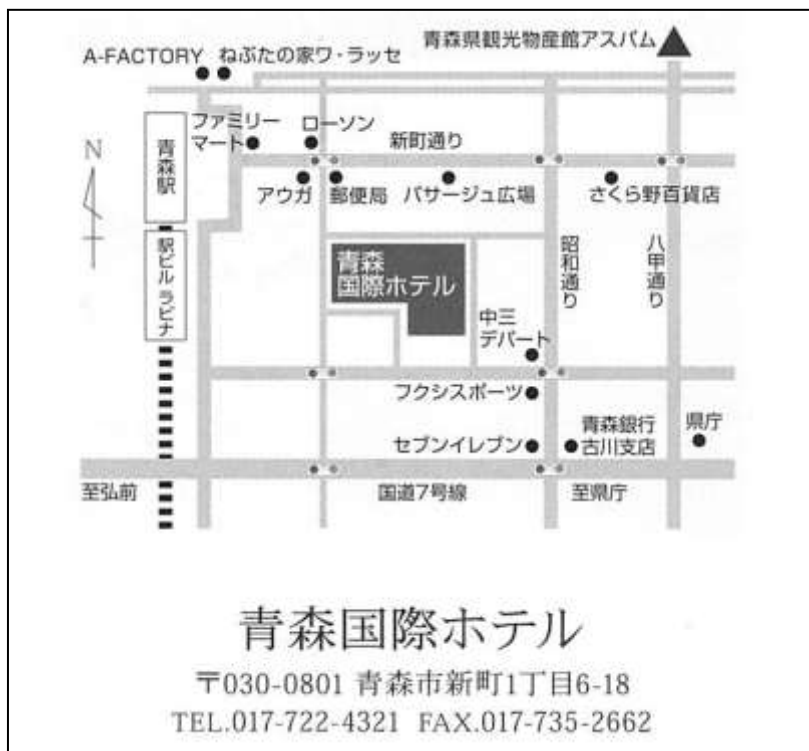 青森県観光物産館アスパム
A-FACTORY ねぶたの家ワ・ラッセ
ファミリー
マート
ローソン
新町通り
N
青森駅
アウガ
郵便局
パサージュ広場
さくら野百貨店
駅ビル ラビナ
青森
国際ホテル
昭和通り
八甲通り
中三
デパート
フクシスポーツ
セブンイレブン
青森銀行
古川支店
県庁
至弘前
国道7号線
至県庁
青森国際ホテル
〒030-0801 青森市新町1丁目6-18
TEL.017-722-4321 FAX.017-735-2662